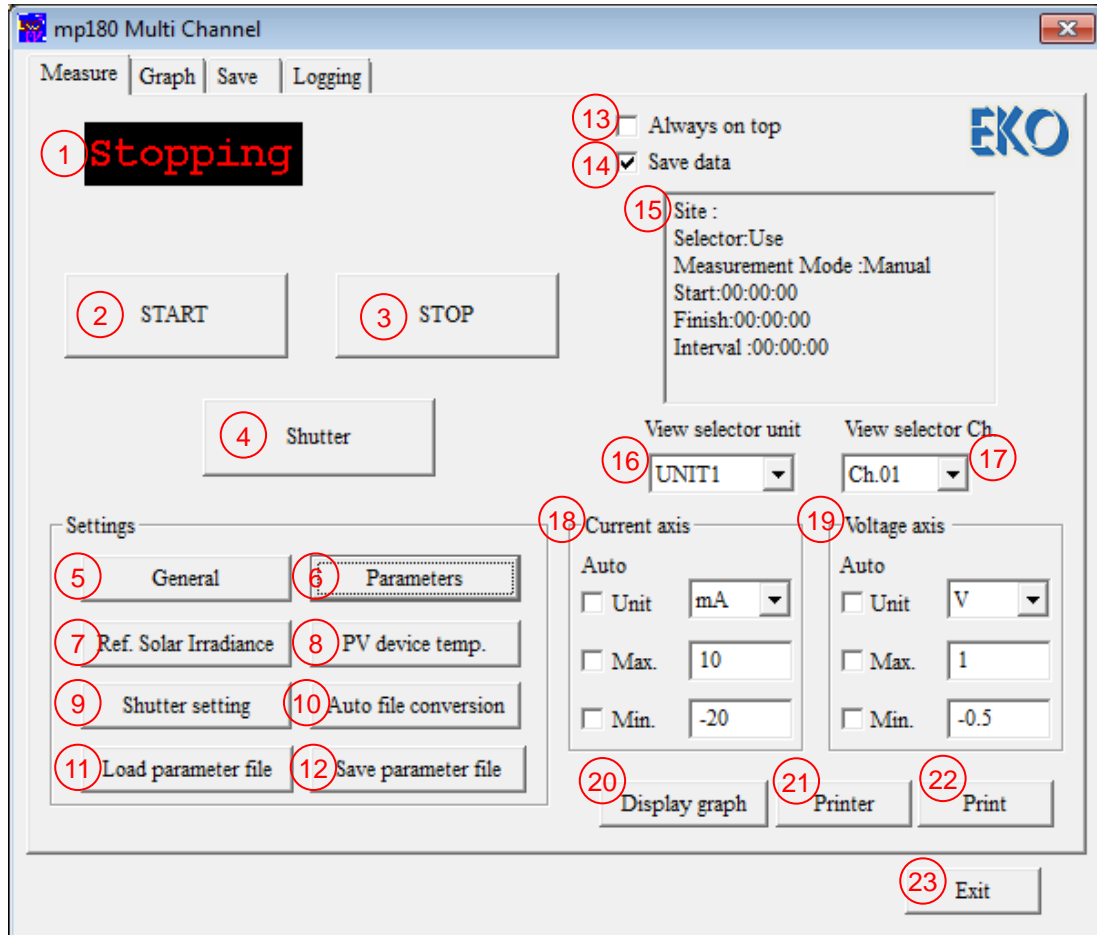 mp180 Multi Channel
Measure Graph Save Logging
1 Stopping
13 Always on top
14 Save data
EKO
15 Site :
Selector:Use
Measurement Mode :Manual
Start:00:00:00
Finish:00:00:00
Interval :00:00:00
2 START
3 STOP
4 Shutter
View selector unit View selector Ch.
16 UNIT1 Ch.01 17
Settings
5 General 6 Parameters
7 Ref. Solar Irradiance 8 PV device temp.
9 Shutter setting 10 Auto file conversion
11 Load parameter file 12 Save parameter file
18 Current axis
Auto
Unit mA
Max. 10
Min. -20
19 Voltage axis
Auto
Unit V
Max. 1
Min. -0.5
20 Display graph 21 Printer 22 Print
23 Exit